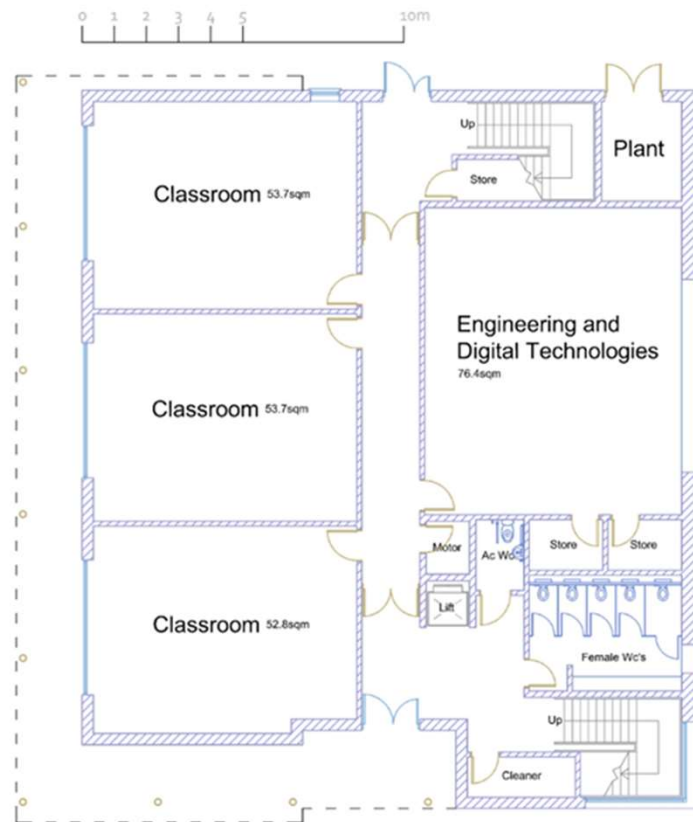 0 1 2 3 4 5 10m
Up
Plant
Store
Classroom 53.7sqm
Engineering and
Digital Technologies
76.4sqm
Classroom 53.7sqm
Motor
Ac Wc
Store
Store
Lift
Classroom 52.8sqm
Female Wc's
Up
Cleaner